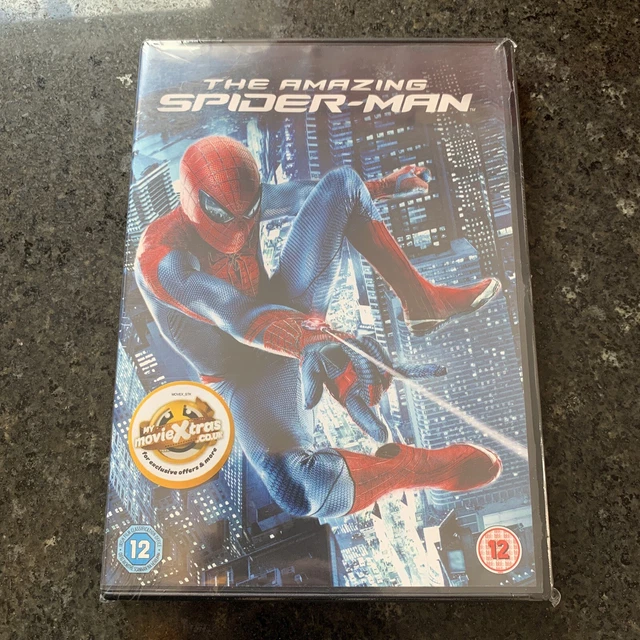 THE AMAZING
SPIDER-MAN
MY
movieXtras
.co.uk
for exclusive offers & more
12
12